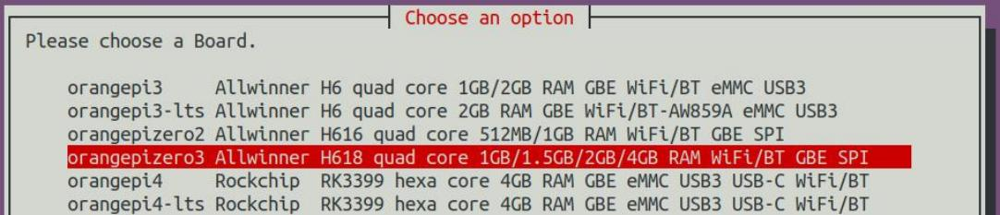 Choose an option
Please choose a Board.
orangepi3 Allwinner H6 quad core 1GB/2GB RAM GBE WiFi/BT eMMC USB3
orangepi3-lts Allwinner H6 quad core 2GB RAM GBE WiFi/BT-AW859A eMMC USB3
orangepizero2 Allwinner H616 quad core 512MB/1GB RAM WiFi/BT GBE SPI
orangepizero3 Allwinner H618 quad core 1GB/1.5GB/2GB/4GB RAM WiFi/BT GBE SPI
orangepi4 Rockchip RK3399 hexa core 4GB RAM GBE eMMC USB3 USB-C WiFi/BT
orangepi4-lts Rockchip RK3399 hexa core 4GB RAM GBE eMMC USB3 USB-C WiFi/BT